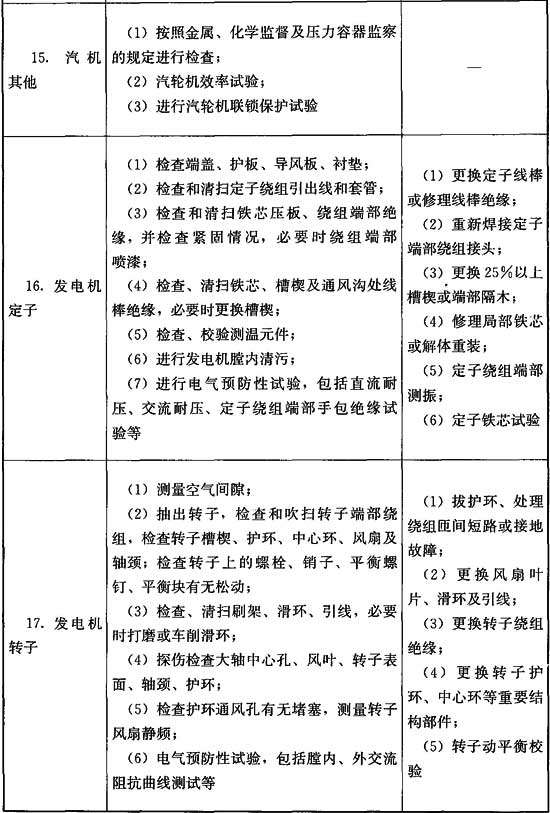 15. 汽机
其他
(1) 按照金属、化学监督及压力容器监察
的规定进行检查；
(2) 汽轮机效率试验；
(3) 进行汽轮机联锁保护试验
—
16. 发电机
定子
(1) 检查端盖、护板、导风板、衬垫；
(2) 检查和清扫定子绕组引出线和套管；
(3) 检查和清扫铁芯压板、绕组端部绝
缘，并检查紧固情况，必要时绕组端部
喷漆；
(4) 检查、清扫铁芯、槽楔及通风沟处线
棒绝缘，必要时更换槽楔；
(5) 检查、校验测温元件；
(6) 进行发电机膛内清污；
(7) 进行电气预防性试验，包括直流耐
压、交流耐压、定子绕组端部手包绝缘试
验等
(1) 更换定子线棒
或修理线棒绝缘；
(2) 重新焊接定子
端部绕组接头；
(3) 更换25%以上
槽楔或端部隔木；
(4) 修理局部铁芯
或解体重装；
(5) 定子绕组端部
测振；
(6) 定子铁芯试验
17. 发电机
转子
(1) 测量空气间隙；
(2) 抽出转子，检查和吹扫转子端部绕
组，检查转子槽楔、护环、中心环、风扇及
轴颈；检查转子上的螺栓、销子、平衡螺
钉、平衡块有无松动；
(3) 检查、清扫刷架、滑环、引线，必要
时打磨或车削滑环；
(4) 探伤检查大轴中心孔、风叶、转子表
面、轴颈、护环；
(5) 检查护环通风孔有无堵塞，测量转子
风扇静频；
(6) 电气预防性试验，包括膛内、外交流
阻抗曲线测试等
(1) 拔护环、处理
绕组匝间短路或接地
故障；
(2) 更换风扇叶
片、滑环及引线；
(3) 更换转子绕组
绝缘；
(4) 更换转子护
环、中心环等重要结
构部件；
(5) 转子动平衡校
验